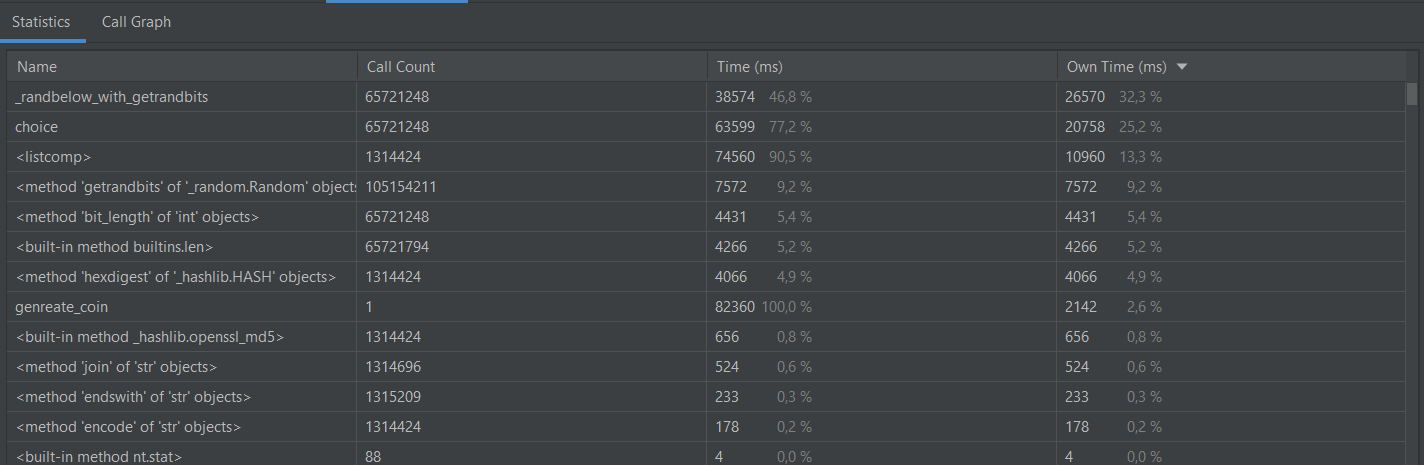 Statistics Call Graph
Name Call Count Time (ms) Own Time (ms)
_randbelow_with_getrandbits 65721248 38574 46,8 % 26570 32,3 %
choice 65721248 63599 77,2 % 20758 25,2 %
<listcomp> 1314424 74560 90,5 % 10960 13,3 %
<method 'getrandbits' of '_random.Random' objects 105154211 7572 9,2 % 7572 9,2 %
<method 'bit_length' of 'int' objects> 65721248 4431 5,4 % 4431 5,4 %
<built-in method builtins.len> 65721794 4266 5,2 % 4266 5,2 %
<method 'hexdigest' of '_hashlib.HASH' objects> 1314424 4066 4,9 % 4066 4,9 %
genreate_coin 1 82360 100,0 % 2142 2,6 %
<built-in method _hashlib.openssl_md5> 1314424 656 0,8 % 656 0,8 %
<method 'join' of 'str' objects> 1314696 524 0,6 % 524 0,6 %
<method 'endswith' of 'str' objects> 1315209 233 0,3 % 233 0,3 %
<method 'encode' of 'str' objects> 1314424 178 0,2 % 178 0,2 %
<built-in method nt.stat> 88 4 0,0 % 4 0,0 %